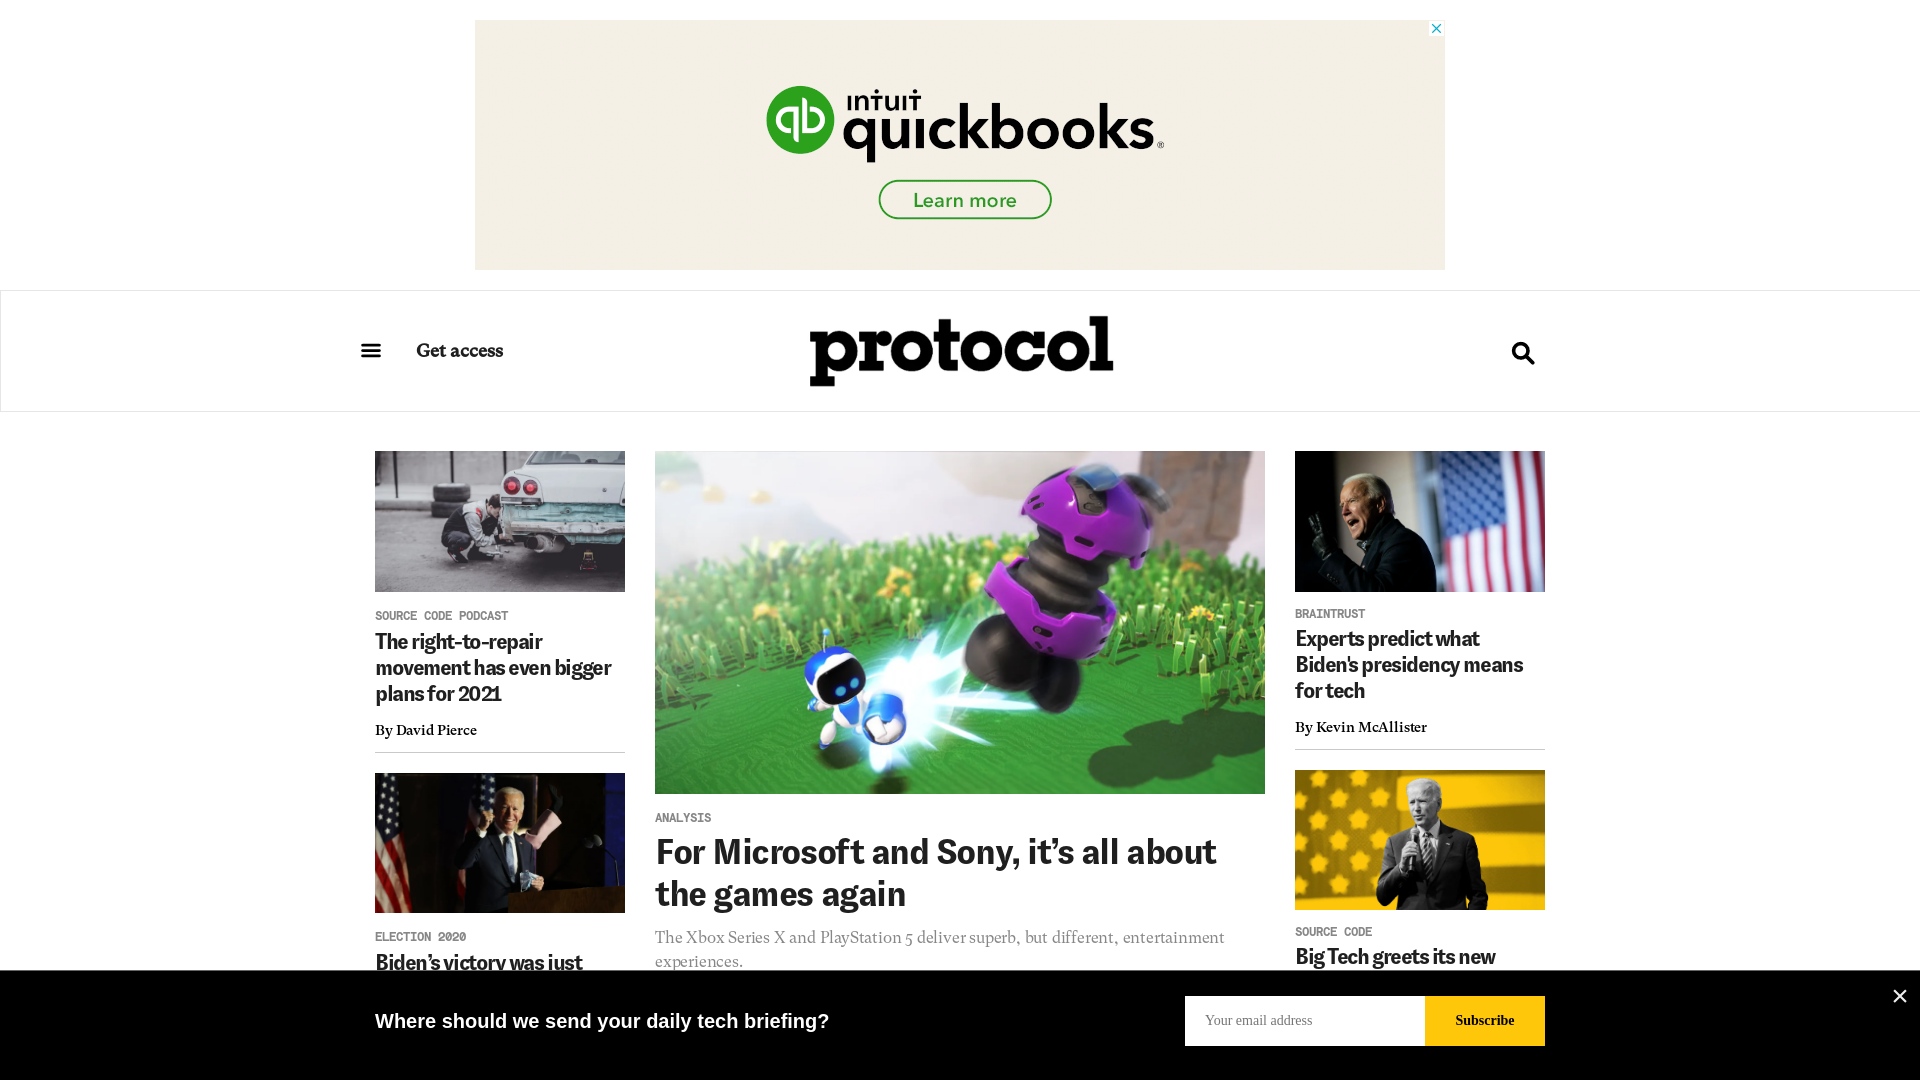 intuit
quickbooks®
Learn more
Get access
protocol
SOURCE CODE PODCAST
The right-to-repair
movement has even bigger
plans for 2021
By David Pierce
ELECTION 2020
Biden’s victory was just
ANALYSIS
For Microsoft and Sony, it’s all about
the games again
The Xbox Series X and PlayStation 5 deliver superb, but different, entertainment
experiences.
BRAINTRUST
Experts predict what
Biden's presidency means
for tech
By Kevin McAllister
SOURCE CODE
Big Tech greets its new
Where should we send your daily tech briefing?
Your email address
Subscribe